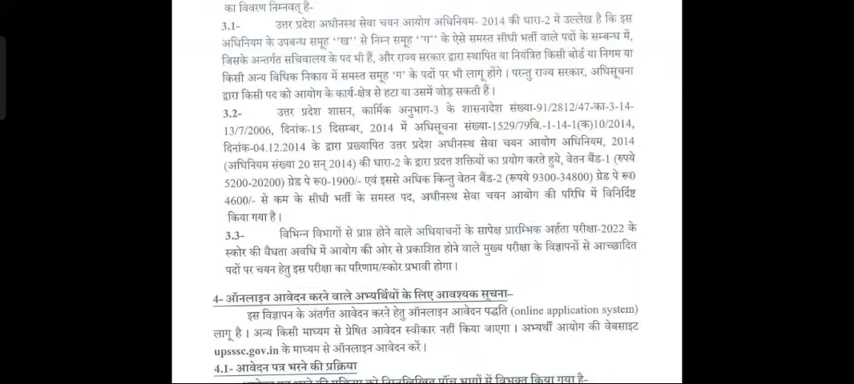 का विवरण निम्नवत् है-
3.1- उत्तर प्रदेश अधीनस्थ सेवा चयन आयोग अधिनियम- 2014 की धारा-2 में उल्लेख है कि इस
अधिनियम के उपबन्ध समूह ''ख'' से निम्न समूह ''ग'' के ऐसे समस्त सीधी भर्ती वाले पदों के सम्बन्ध में,
जिसके अन्तर्गत सचिवालय के पद भी हैं, और राज्य सरकार द्वारा स्थापित या नियंत्रित किसी बोर्ड या निगम या
किसी अन्य विधिक निकाय में समस्त समूह 'ग' के पदों पर भी लागू होंगे। परन्तु राज्य सरकार, अधिसूचना
द्वारा किसी पद को आयोग के कार्य-क्षेत्र से हटा या उसमें जोड़ सकती हैं।
3.2- उत्तर प्रदेश शासन, कार्मिक अनुभाग-3 के शासनादेश संख्या-91/2812/47-का-3-14-
13/7/2006, दिनांक-15 दिसम्बर, 2014 में अधिसूचना संख्या-1529/79वि.-1-14-1(क)10/2014,
दिनांक-04.12.2014 के द्वारा प्रख्यापित उत्तर प्रदेश अधीनस्थ सेवा चयन आयोग अधिनियम, 2014
(अधिनियम संख्या 20 सन् 2014) की धारा-2 के द्वारा प्रदत्त शक्तियों का प्रयोग करते हुये, वेतन बैंड-1 (रुपये
5200-20200) ग्रेड पे रू0-1900/- एवं इससे अधिक किन्तु वेतन बैंड-2 (रूपये 9300-34800) ग्रेड पे रू0
4600/- से कम के सीधी भर्ती के समस्त पद, अधीनस्थ सेवा चयन आयोग की परिधि में विनिर्दिष्ट
किया गया है।
3.3- विभिन्न विभागों से प्राप्त होने वाले अधियाचनों के सापेक्ष प्रारम्भिक अर्हता परीक्षा-2022 के
स्कोर की वैधता अवधि में आयोग की ओर से प्रकाशित होने वाले मुख्य परीक्षा के विज्ञापनों से आच्छादित
पदों पर चयन हेतु इस परीक्षा का परिणाम/स्कोर प्रभावी होगा।
4- ऑनलाइन आवेदन करने वाले अभ्यर्थियों के लिए आवश्यक सूचना–
इस विज्ञापन के अंतर्गत आवेदन करने हेतु ऑनलाइन आवेदन पद्धति (online application system)
लागू है। अन्य किसी माध्यम से प्रेषित आवेदन स्वीकार नहीं किया जाएगा। अभ्यर्थी आयोग की वेबसाइट
upsssc.gov.in के माध्यम से ऑनलाइन आवेदन करें।
4.1- आवेदन पत्र भरने की प्रक्रिया
आवेदन पत्र भरने की प्रक्रिया को निम्नलिखित पाँच भागों में विभक्त किया गया है-